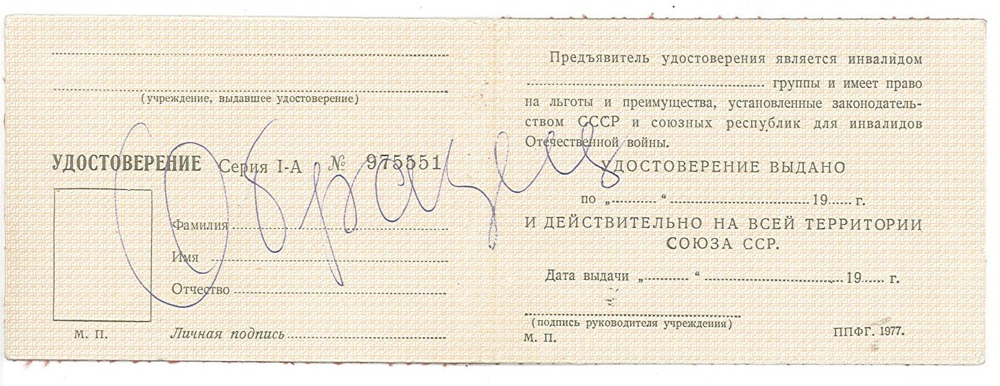 (учреждение, выдавшее удостоверение)
УДОСТОВЕРЕНИЕ Серия I-А № 975551
Фамилия
Имя
Отчество
М. П. Личная подпись
Образец
Предъявитель удостоверения является инвалидом
группы и имеет право
на льготы и преимущества, установленные законодатель-
ством СССР и союзных республик для инвалидов
Отечественной войны.
УДОСТОВЕРЕНИЕ ВЫДАНО
по „ “ 19 г.
И ДЕЙСТВИТЕЛЬНО НА ВСЕЙ ТЕРРИТОРИИ
СОЮЗА ССР.
Дата выдачи „ “ 19 г.
(подпись руководителя учреждения)
М. П.
ППФГ. 1977.